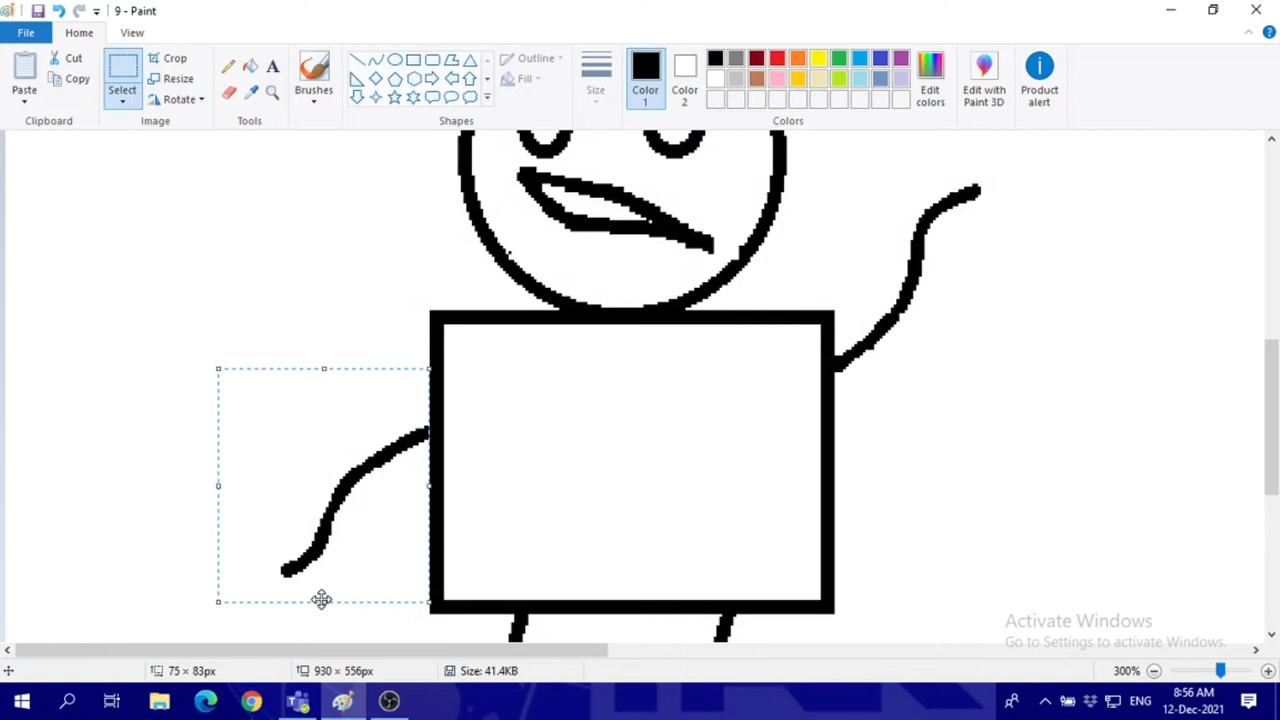 9 - Paint
File
Home
View
Paste
Cut
Copy
Clipboard
Select
Crop
Resize
Rotate
Image
A
Tools
Brushes
Outline
Fill
Shapes
Size
Color 1
Color 2
Edit colors
Colors
Edit with Paint 3D
Product alert
Activate Windows
Go to Settings to activate Windows.
75 × 83px
930 × 556px
Size: 41.4KB
300%
ENG
8:56 AM
12-Dec-2021